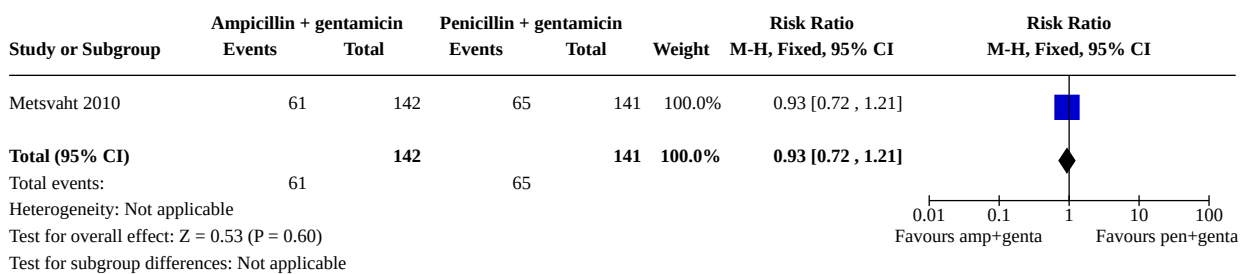 Ampicillin + gentamicin Penicillin + gentamicin Risk Ratio Risk Ratio
Study or Subgroup Events Total Events Total Weight M-H, Fixed, 95% CI M-H, Fixed, 95% CI
Metsvaht 2010 61 142 65 141 100.0% 0.93 [0.72 , 1.21]
Total (95% CI) 142 141 100.0% 0.93 [0.72 , 1.21]
Total events: 61 65
Heterogeneity: Not applicable
0.01 0.1 1 10 100
Test for overall effect: Z = 0.53 (P = 0.60)
Favours amp+genta Favours pen+genta
Test for subgroup differences: Not applicable